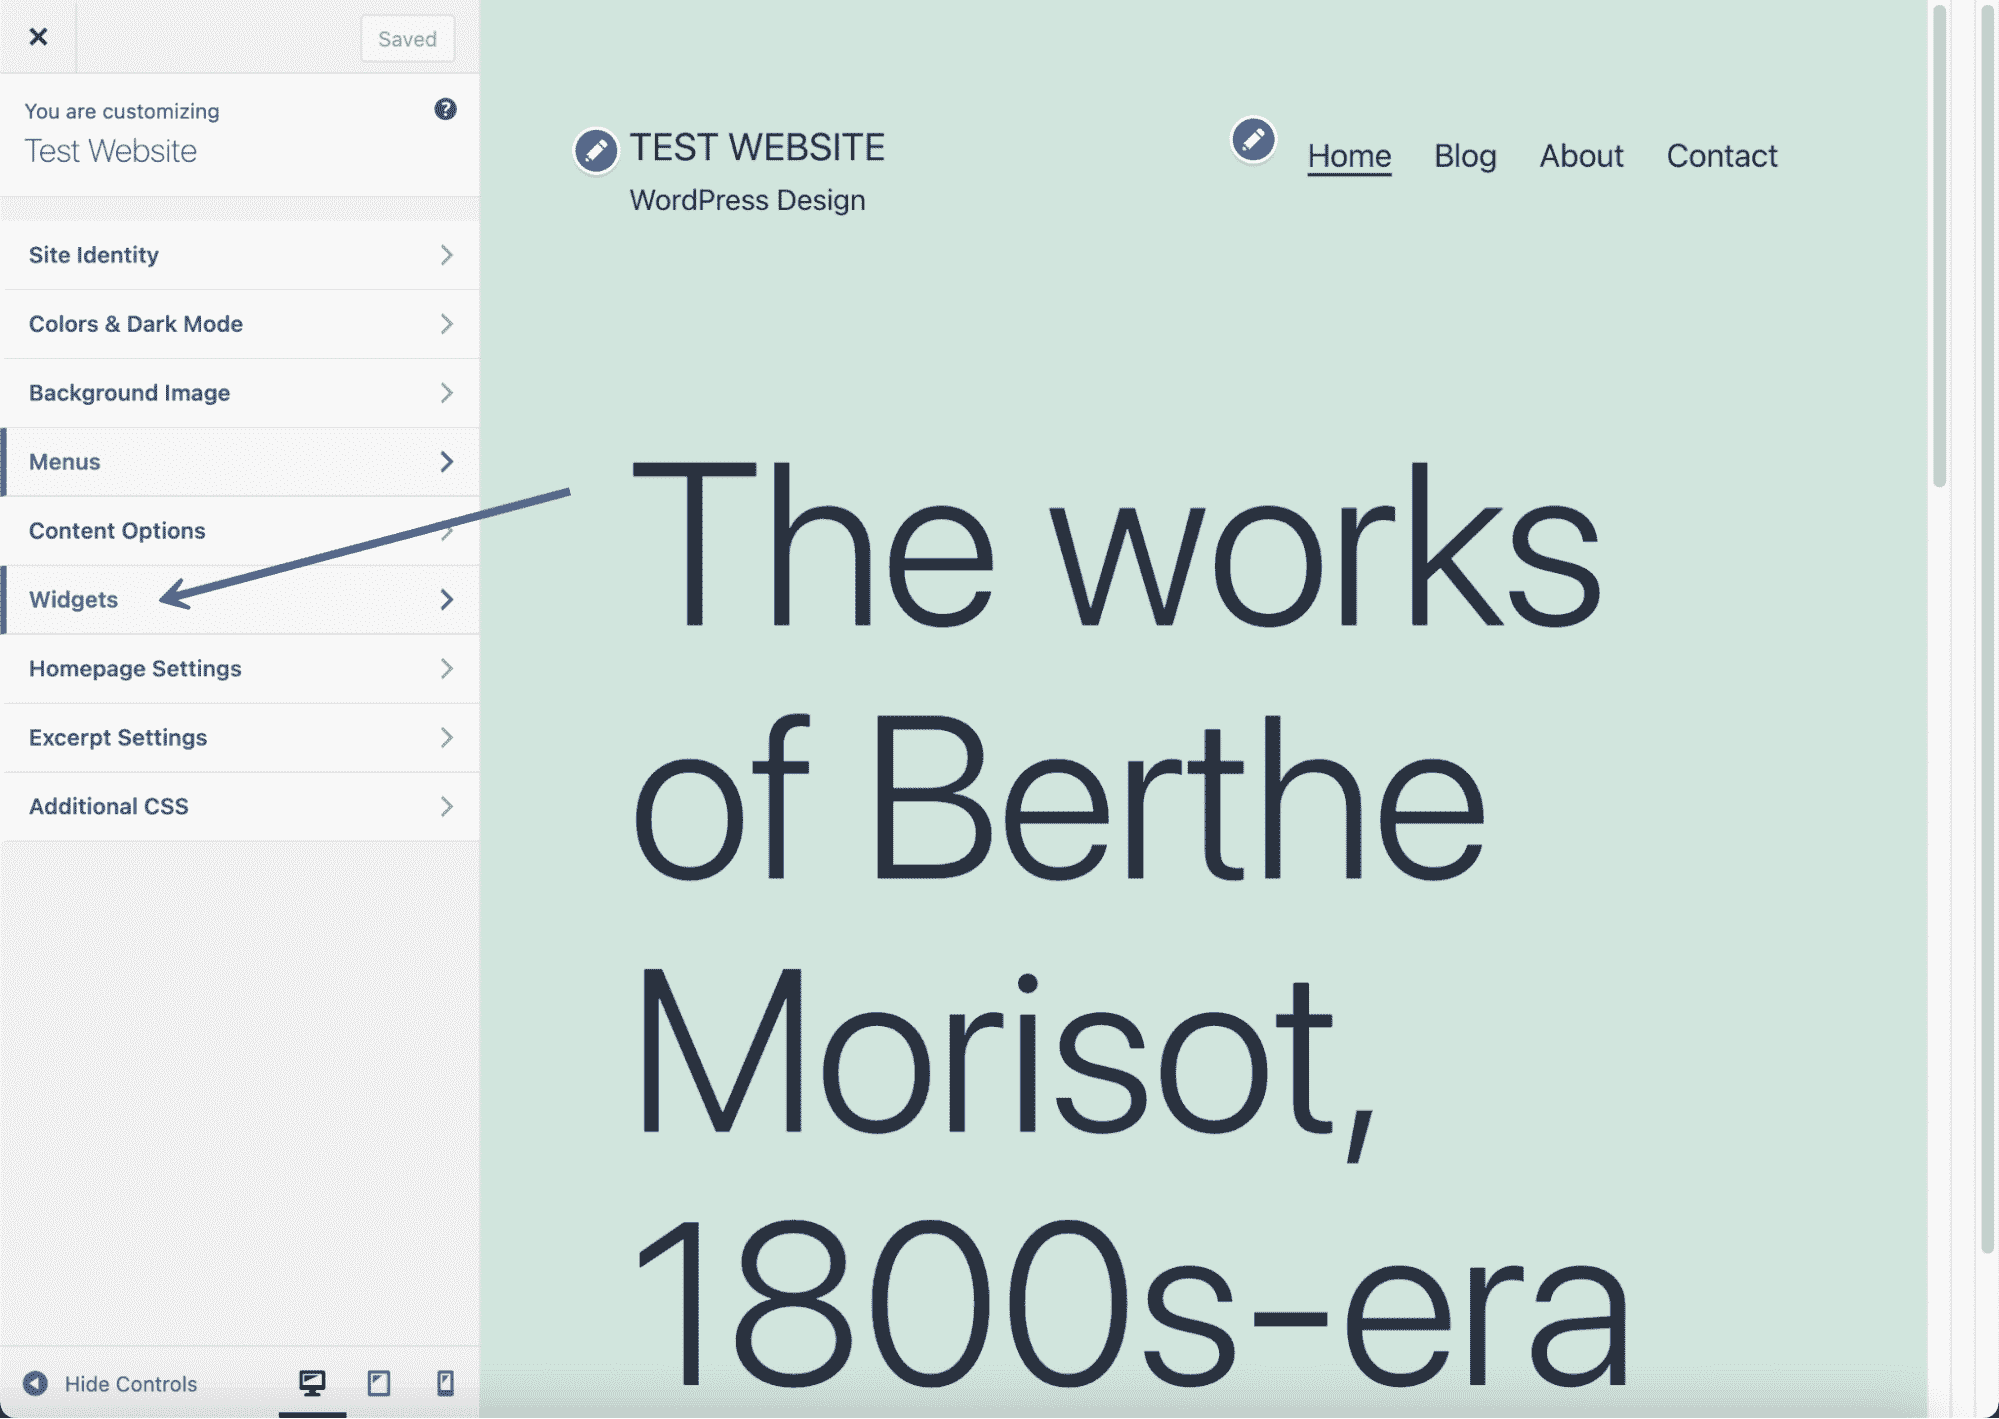 Saved
You are customizing
Test Website
Site Identity
Colors & Dark Mode
Background Image
Menus
Content Options
Widgets
Homepage Settings
Excerpt Settings
Additional CSS
Hide Controls
TEST WEBSITE
WordPress Design
Home Blog About Contact
The works
of Berthe
Morisot,
1800s-era